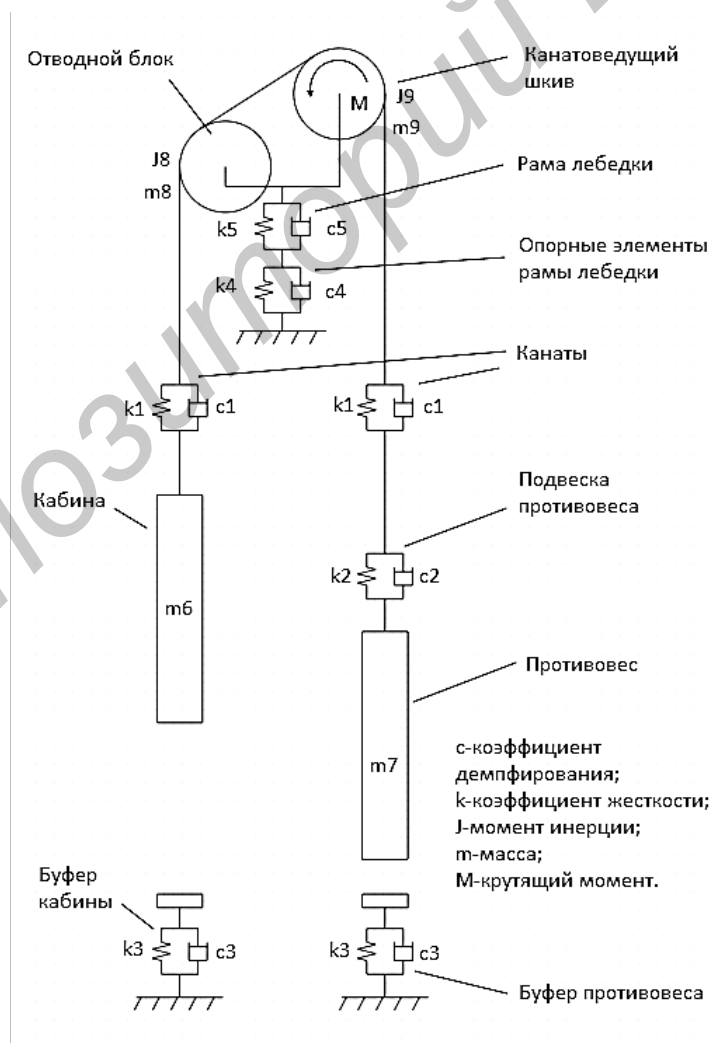 Отводной блок
Канатоведущий
шкив
M
J9
m9
J8
m8
Рама лебедки
k5
c5
Опорные элементы
рамы лебедки
k4
c4
Канаты
k1
c1
k1
c1
Кабина
Подвеска
противовеса
k2
c2
m6
Противовес
m7
c-коэффициент
демпфирования;
k-коэффициент жесткости;
J-момент инерции;
m-масса;
M-крутящий момент.
Буфер
кабины
k3
c3
k3
c3
Буфер противовеса